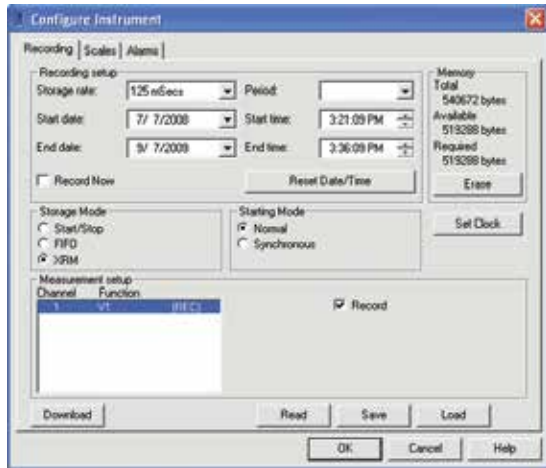 Configure Instrument
Recording Scales Alarms
Recording setup
Storage rate: 125 mSecs Period:
Start date: 7/ 7/2008 Start time: 3:21:09 PM
End date: 9/ 7/2009 End time: 3:36:09 PM
Record Now Reset Date/Time
Memory
Total
540672 bytes
Available
519288 bytes
Required
519288 bytes
Erase
Storage Mode
Start/Stop
FIFO
XRM
Starting Mode
Normal
Synchronous
Set Clock
Measurement setup
Channel Function
1 V1 (REC)
Record
Download Read Save Load
OK Cancel Help